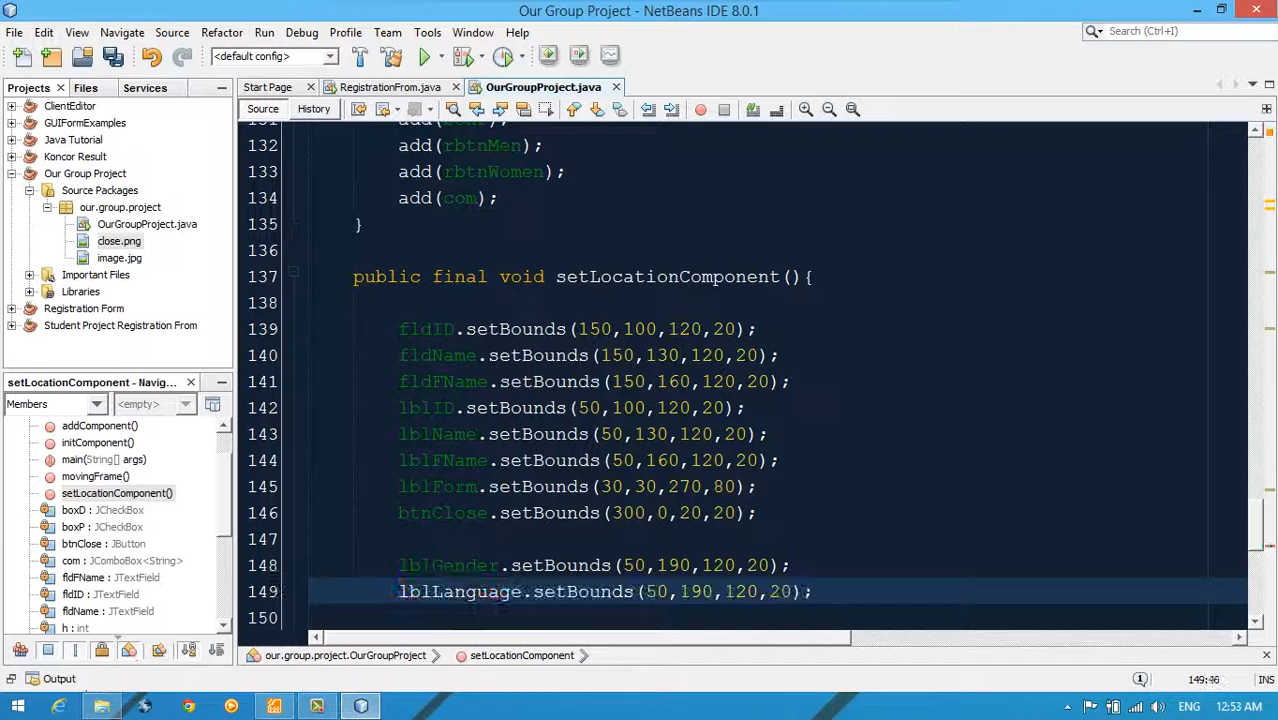 Our Group Project - NetBeans IDE 8.0.1
File Edit View Navigate Source Refactor Run Debug Profile Team Tools Window Help
Search (Ctrl+I)
<default config>
Projects Files Services
Start Page RegistrationFrom.java OurGroupProject.java
Source History
ClientEditor
GUIFormExamples
Java Tutorial
Koncor Result
Our Group Project
Source Packages
our.group.project
OurGroupProject.java
close.png
image.jpg
Important Files
Libraries
Registration Form
Student Project Registration From
setLocationComponent - Navig...
Members <empty>
addComponent()
initComponent()
main(String[] args)
movingFrame()
setLocationComponent()
boxD : JCheckBox
boxP : JCheckBox
btnClose : JButton
com : JComboBox<String>
fldFName : JTextField
fldID : JTextField
fldName : JTextField
h : int
132 add(rbtnMen);
133 add(rbtnWomen);
134 add(com);
135 }
136
137 public final void setLocationComponent(){
138
139 fldID.setBounds(150,100,120,20);
140 fldName.setBounds(150,130,120,20);
141 fldFName.setBounds(150,160,120,20);
142 lblID.setBounds(50,100,120,20);
143 lblName.setBounds(50,130,120,20);
144 lblFName.setBounds(50,160,120,20);
145 lblForm.setBounds(30,30,270,80);
146 btnClose.setBounds(300,0,20,20);
147
148 lblGender.setBounds(50,190,120,20);
149 lblLanguage.setBounds(50,190,120,20);
150
our.group.project.OurGroupProject setLocationComponent
Output
1 149:46 INS
ENG 12:53 AM